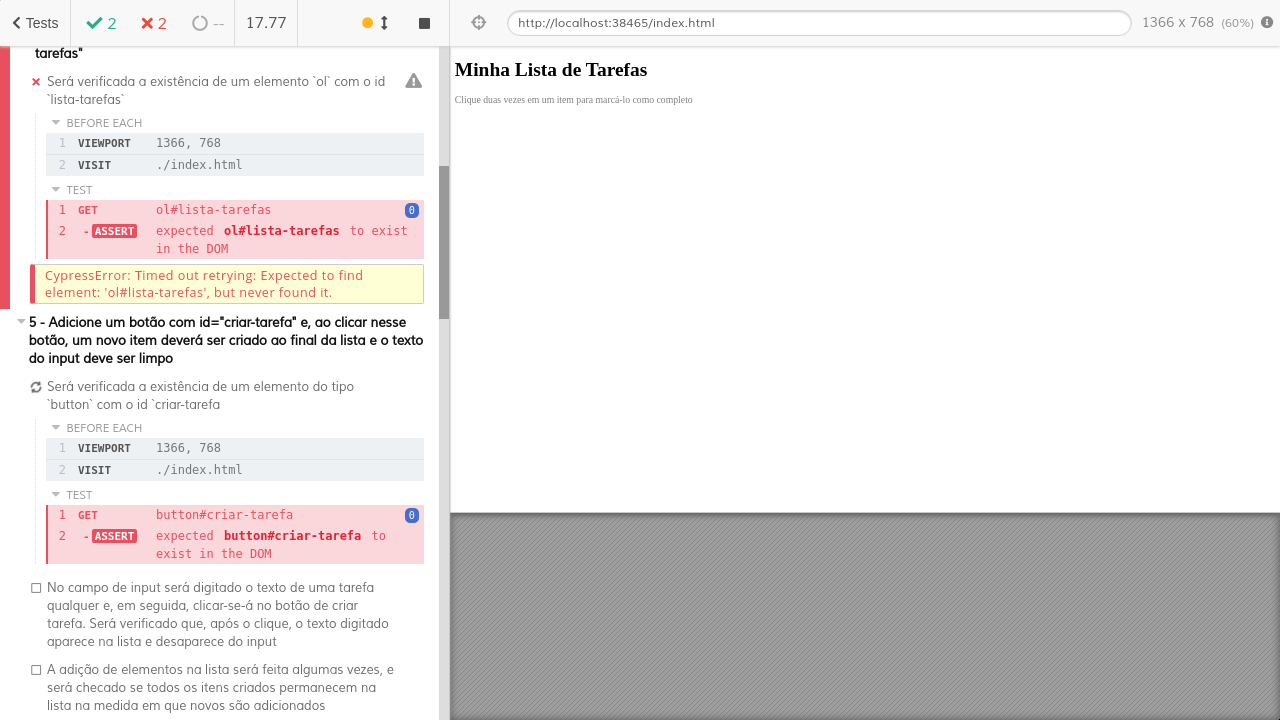 Tests
2
2
--
17.77
http://localhost:38465/index.html
1366 x 768 (60%)
tarefas"
Será verificada a existência de um elemento `ol` com o id
`lista-tarefas`
BEFORE EACH
1 VIEWPORT 1366, 768
2 VISIT ./index.html
TEST
1 GET ol#lista-tarefas 0
2 -ASSERT expected ol#lista-tarefas to exist
in the DOM
CypressError: Timed out retrying: Expected to find
element: 'ol#lista-tarefas', but never found it.
5 - Adicione um botão com id="criar-tarefa" e, ao clicar nesse
botão, um novo item deverá ser criado ao final da lista e o texto
do input deve ser limpo
Será verificada a existência de um elemento do tipo
`button` com o id `criar-tarefa
BEFORE EACH
1 VIEWPORT 1366, 768
2 VISIT ./index.html
TEST
1 GET button#criar-tarefa 0
2 -ASSERT expected button#criar-tarefa to
exist in the DOM
No campo de input será digitado o texto de uma tarefa
qualquer e, em seguida, clicar-se-á no botão de criar
tarefa. Será verificado que, após o clique, o texto digitado
aparece na lista e desaparece do input
A adição de elementos na lista será feita algumas vezes, e
será checado se todos os itens criados permanecem na
lista na medida em que novos são adicionados
Minha Lista de Tarefas
Clique duas vezes em um item para marcá-lo como completo